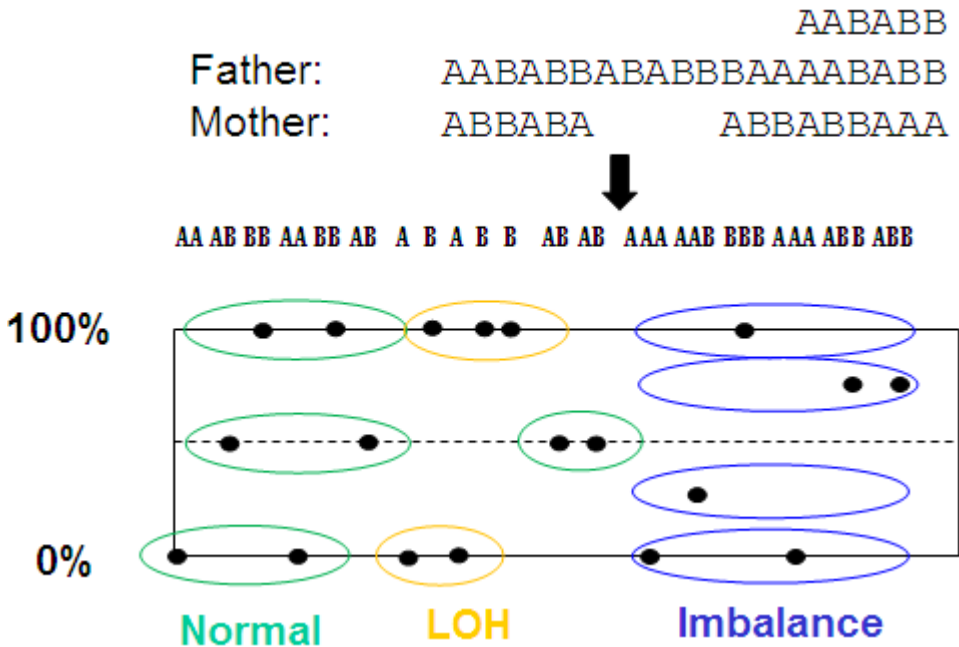 AABABB
Father: AABABBABABBBAAAABABB
Mother: ABBABA ABBABBAAA
AA AB BB AA BB AB A B A B B AB AB AAA AAB BBB AAA ABB ABB
100%
0%
Normal LOH Imbalance